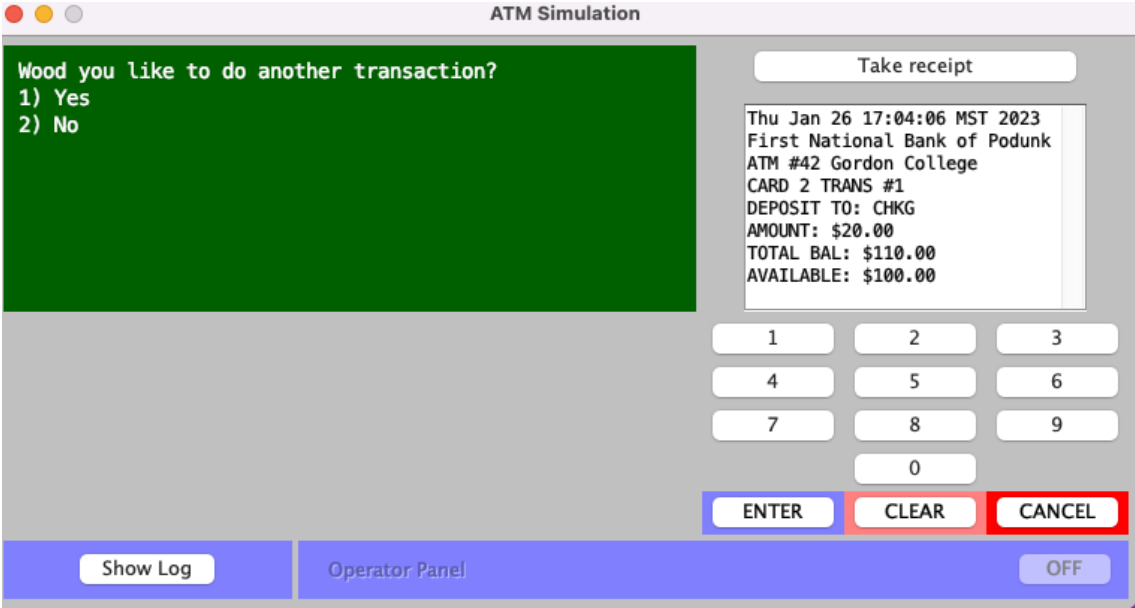 ATM Simulation
Wood you like to do another transaction?
1) Yes
2) No
Take receipt
Thu Jan 26 17:04:06 MST 2023
First National Bank of Podunk
ATM #42 Gordon College
CARD 2 TRANS #1
DEPOSIT TO: CHKG
AMOUNT: $20.00
TOTAL BAL: $110.00
AVAILABLE: $100.00
1 2 3
4 5 6
7 8 9
0
ENTER CLEAR CANCEL
Show Log Operator Panel OFF